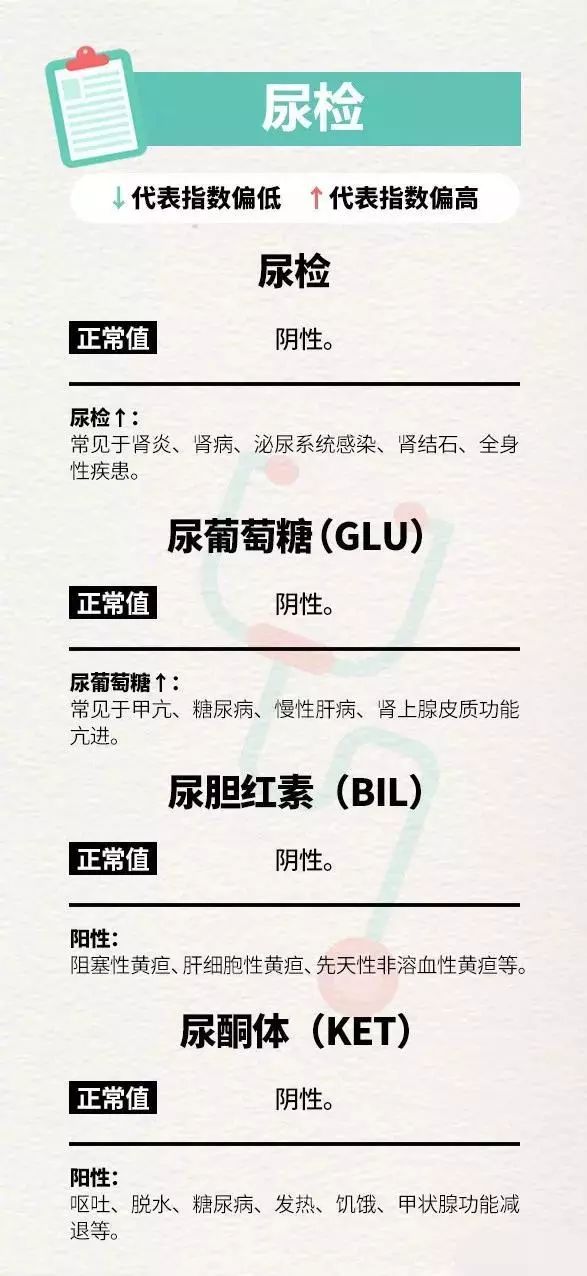 尿检
↓代表指数偏低 ↑代表指数偏高
尿检
正常值 阴性。
尿检↑：
常见于肾炎、肾病、泌尿系统感染、肾结石、全身
性疾患。
尿葡萄糖（GLU）
正常值 阴性。
尿葡萄糖↑：
常见于甲亢、糖尿病、慢性肝病、肾上腺皮质功能
亢进。
尿胆红素（BIL）
正常值 阴性。
阳性：
阻塞性黄疸、肝细胞性黄疸、先天性非溶血性黄疸等。
尿酮体（KET）
正常值 阴性。
阳性：
呕吐、脱水、糖尿病、发热、饥饿、甲状腺功能减
退等。